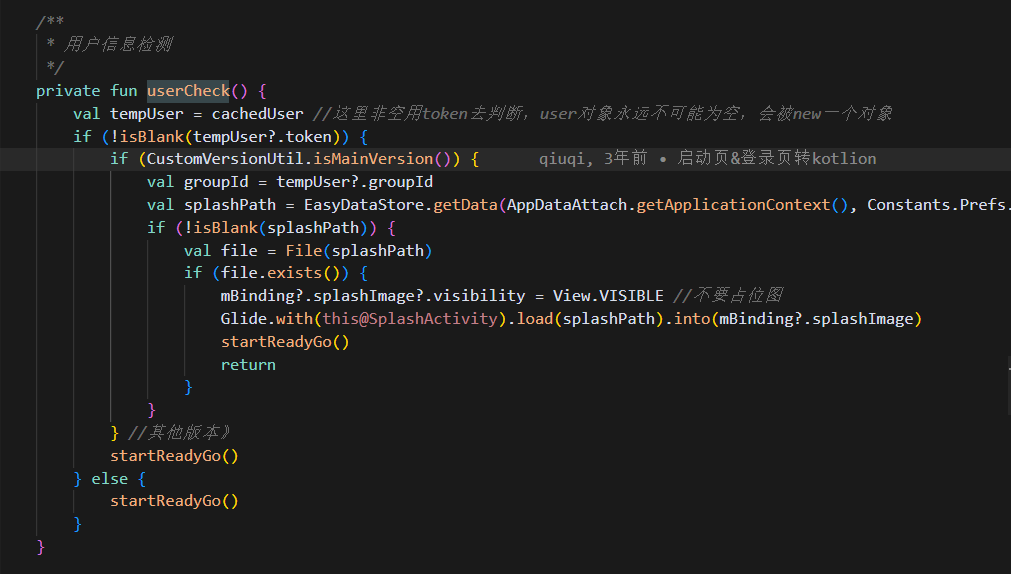 /**
 * 用户信息检测
 */
private fun userCheck() {
    val tempUser = cachedUser //这里非空用token去判断，user对象永远不可能为空，会被new一个对象
    if (!isBlank(tempUser?.token)) {
        if (CustomVersionUtil.isMainVersion()) {      qiuqi, 3年前 • 启动页&登录页转kotlion
            val groupId = tempUser?.groupId
            val splashPath = EasyDataStore.getData(AppDataAttach.getApplicationContext(), Constants.Prefs.
            if (!isBlank(splashPath)) {
                val file = File(splashPath)
                if (file.exists()) {
                    mBinding?.splashImage?.visibility = View.VISIBLE //不要占位图
                    Glide.with(this@SplashActivity).load(splashPath).into(mBinding?.splashImage)
                    startReadyGo()
                    return
                }
            }
        } //其他版本》
        startReadyGo()
    } else {
        startReadyGo()
    }
}